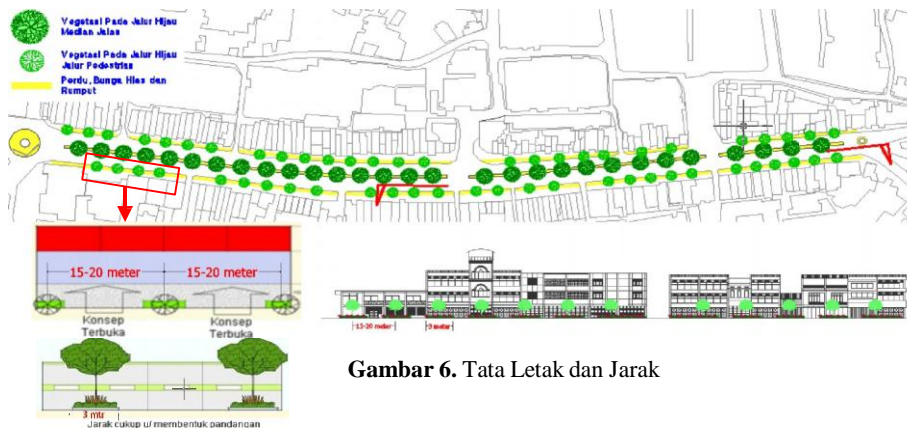 Vegetasi Pada Jalur Hijau
Median Jalan
Vegetasi Pada Jalur Hijau
Jalur Pedestrian
Perdu, Bunga Hias dan
Rumput
15-20 meter
15-20 meter
Konsep
Terbuka
Konsep
Terbuka
3 mtr
Jarak cukup u/ membentuk pandangan
15-20 meter
3 meter
Gambar 6. Tata Letak dan Jarak